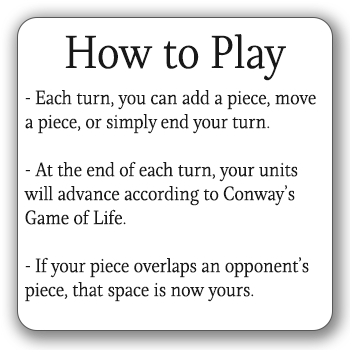 How to Play
- Each turn, you can add a piece, move
a piece, or simply end your turn.
- At the end of each turn, your units
will advance according to Conway’s
Game of Life.
- If your piece overlaps an opponent’s
piece, that space is now yours.